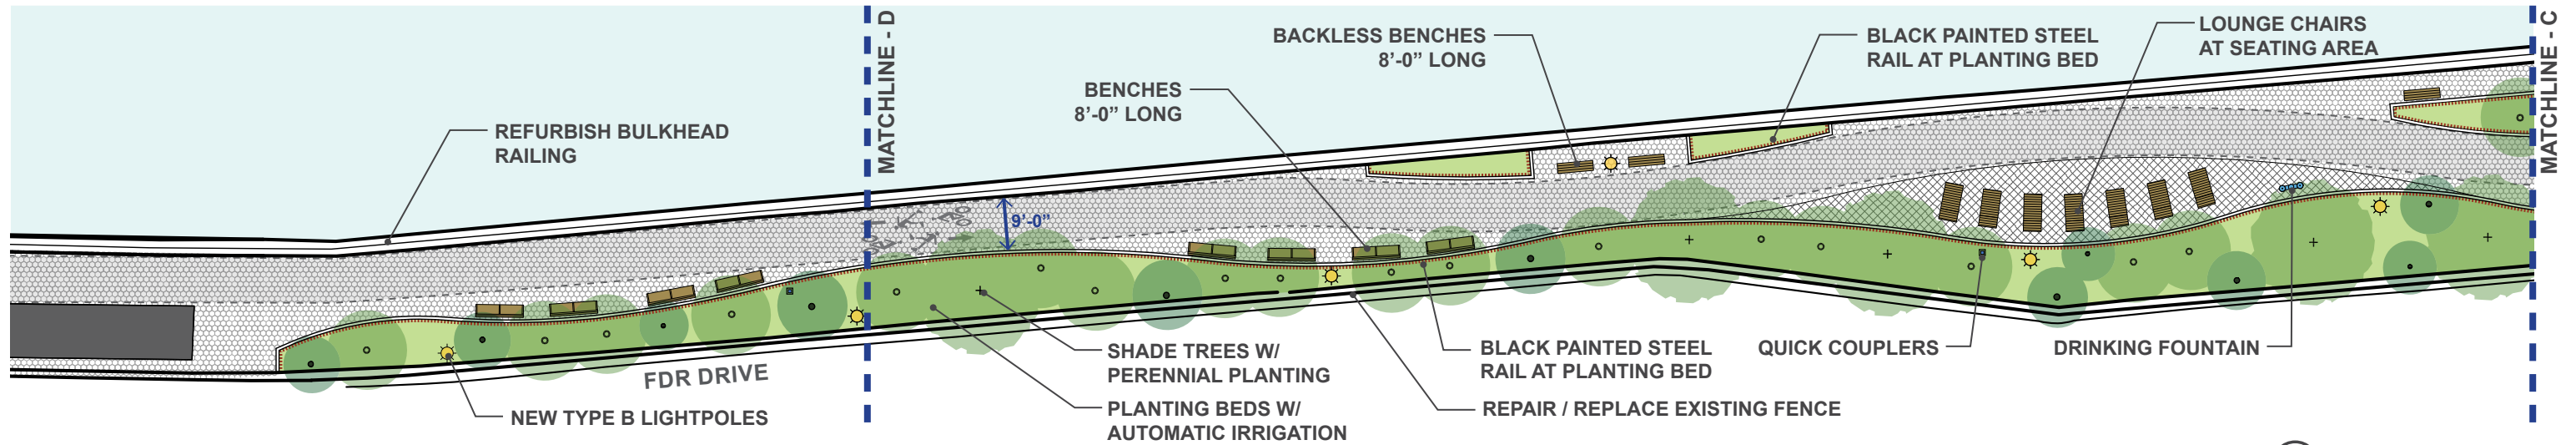 MATCHLINE - D
BACKLESS BENCHES
8'-0" LONG
BLACK PAINTED STEEL
RAIL AT PLANTING BED
LOUNGE CHAIRS
AT SEATING AREA
MATCHLINE - C
BENCHES
8'-0" LONG
REFURBISH BULKHEAD
RAILING
9'-0"
SHADE TREES W/
PERENNIAL PLANTING
BLACK PAINTED STEEL
RAIL AT PLANTING BED
QUICK COUPLERS
DRINKING FOUNTAIN
FDR DRIVE
NEW TYPE B LIGHTPOLES
PLANTING BEDS W/
AUTOMATIC IRRIGATION
REPAIR / REPLACE EXISTING FENCE